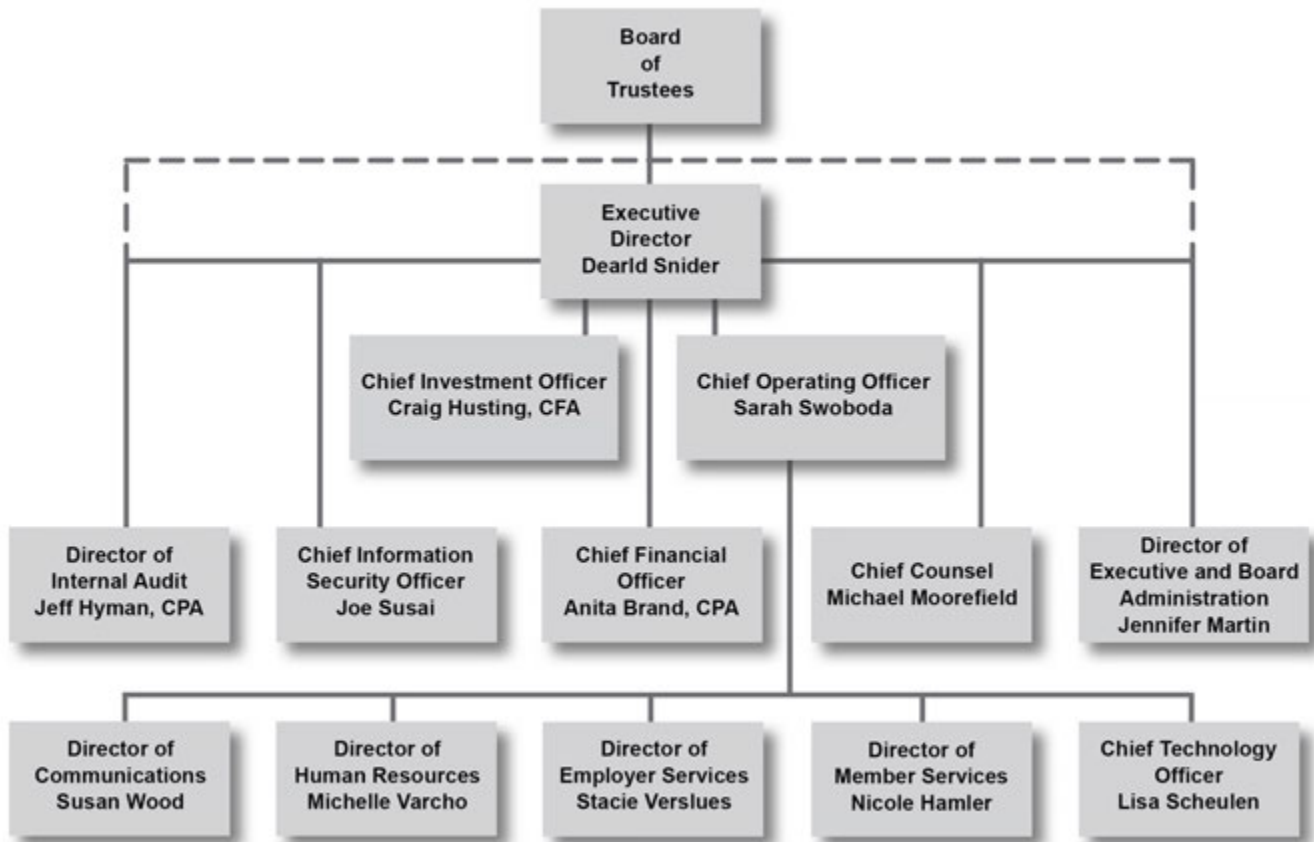 Board
of
Trustees
Executive
Director
Dearld Snider
Chief Investment Officer
Craig Husting, CFA
Chief Operating Officer
Sarah Swoboda
Director of
Internal Audit
Jeff Hyman, CPA
Chief Information
Security Officer
Joe Susai
Chief Financial
Officer
Anita Brand, CPA
Chief Counsel
Michael Moorefield
Director of
Executive and Board
Administration
Jennifer Martin
Director of
Communications
Susan Wood
Director of
Human Resources
Michelle Varcho
Director of
Employer Services
Stacie Verslues
Director of
Member Services
Nicole Hamler
Chief Technology
Officer
Lisa Scheulen